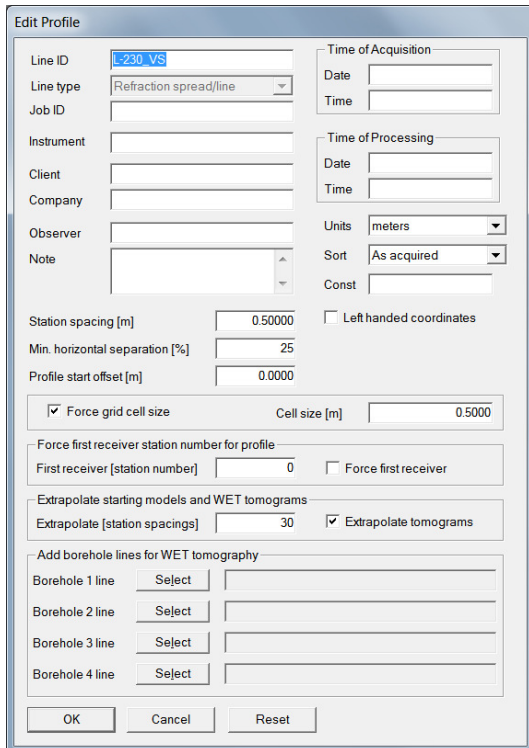 Edit Profile
Line ID L-230_VS
Line type Refraction spread/line
Job ID
Instrument
Client
Company
Observer
Note
Time of Acquisition
Date
Time
Time of Processing
Date
Time
Units meters
Sort As acquired
Const
Station spacing [m] 0.50000
Left handed coordinates
Min. horizontal separation [%] 25
Profile start offset [m] 0.0000
Force grid cell size Cell size [m] 0.5000
Force first receiver station number for profile
First receiver [station number] 0 Force first receiver
Extrapolate starting models and WET tomograms
Extrapolate [station spacings] 30 Extrapolate tomograms
Add borehole lines for WET tomography
Borehole 1 line Select
Borehole 2 line Select
Borehole 3 line Select
Borehole 4 line Select
OK Cancel Reset